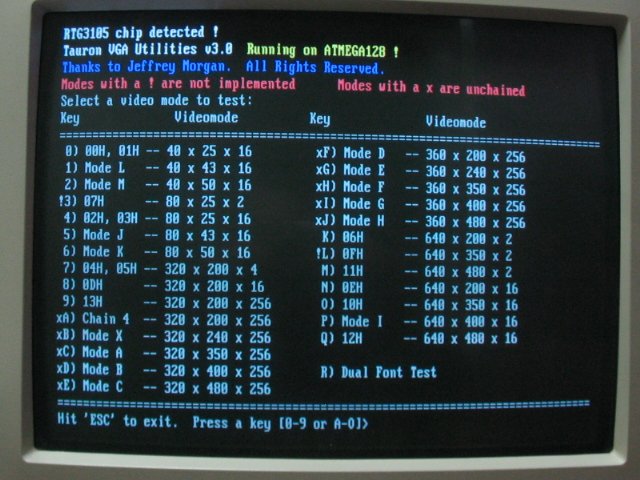 RTG3105 chip detected !
Tauron VGA Utilities v3.0  Running on ATMEGA128 !
Thanks to Jeffrey Morgan.  All Rights Reserved.
Modes with a ! are not implemented      Modes with a x are unchained
Select a video mode to test:
Key            Videomode            Key            Videomode
================================================================================
0) 00H, 01H -- 40 x 25 x 16         xF) Mode D  -- 360 x 200 x 256
1) Mode L   -- 40 x 43 x 16         xG) Mode E  -- 360 x 240 x 256
2) Mode M   -- 40 x 50 x 16         xH) Mode F  -- 360 x 350 x 256
!3) 07H      -- 80 x 25 x 2          xI) Mode G  -- 360 x 400 x 256
4) 02H, 03H -- 80 x 25 x 16         xJ) Mode H  -- 360 x 480 x 256
5) Mode J   -- 80 x 43 x 16         K) 06H     -- 640 x 200 x 2
6) Mode K   -- 80 x 50 x 16         !L) 0FH     -- 640 x 350 x 2
7) 04H, 05H -- 320 x 200 x 4        M) 11H     -- 640 x 480 x 2
8) 0DH      -- 320 x 200 x 16       N) 0EH     -- 640 x 200 x 16
9) 13H      -- 320 x 200 x 256      O) 10H     -- 640 x 350 x 16
xA) Chain 4  -- 320 x 200 x 256      P) Mode I  -- 640 x 400 x 16
xB) Mode X   -- 320 x 240 x 256      Q) 12H     -- 640 x 480 x 16
xC) Mode A   -- 320 x 350 x 256
xD) Mode B   -- 320 x 400 x 256      R) Dual Font Test
xE) Mode C   -- 320 x 480 x 256
================================================================================
Hit 'ESC' to exit.  Press a key [0-9 or A-O]>